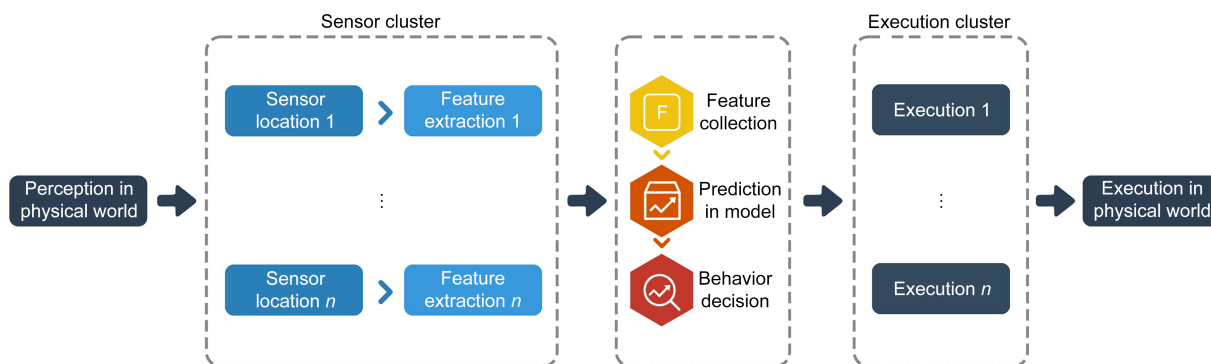 Sensor cluster
Execution cluster
Perception in
physical world
Sensor
location 1
Feature
extraction 1
⋮
Sensor
location n
Feature
extraction n
F
Feature
collection
Prediction
in model
Behavior
decision
Execution 1
⋮
Execution n
Execution in
physical world